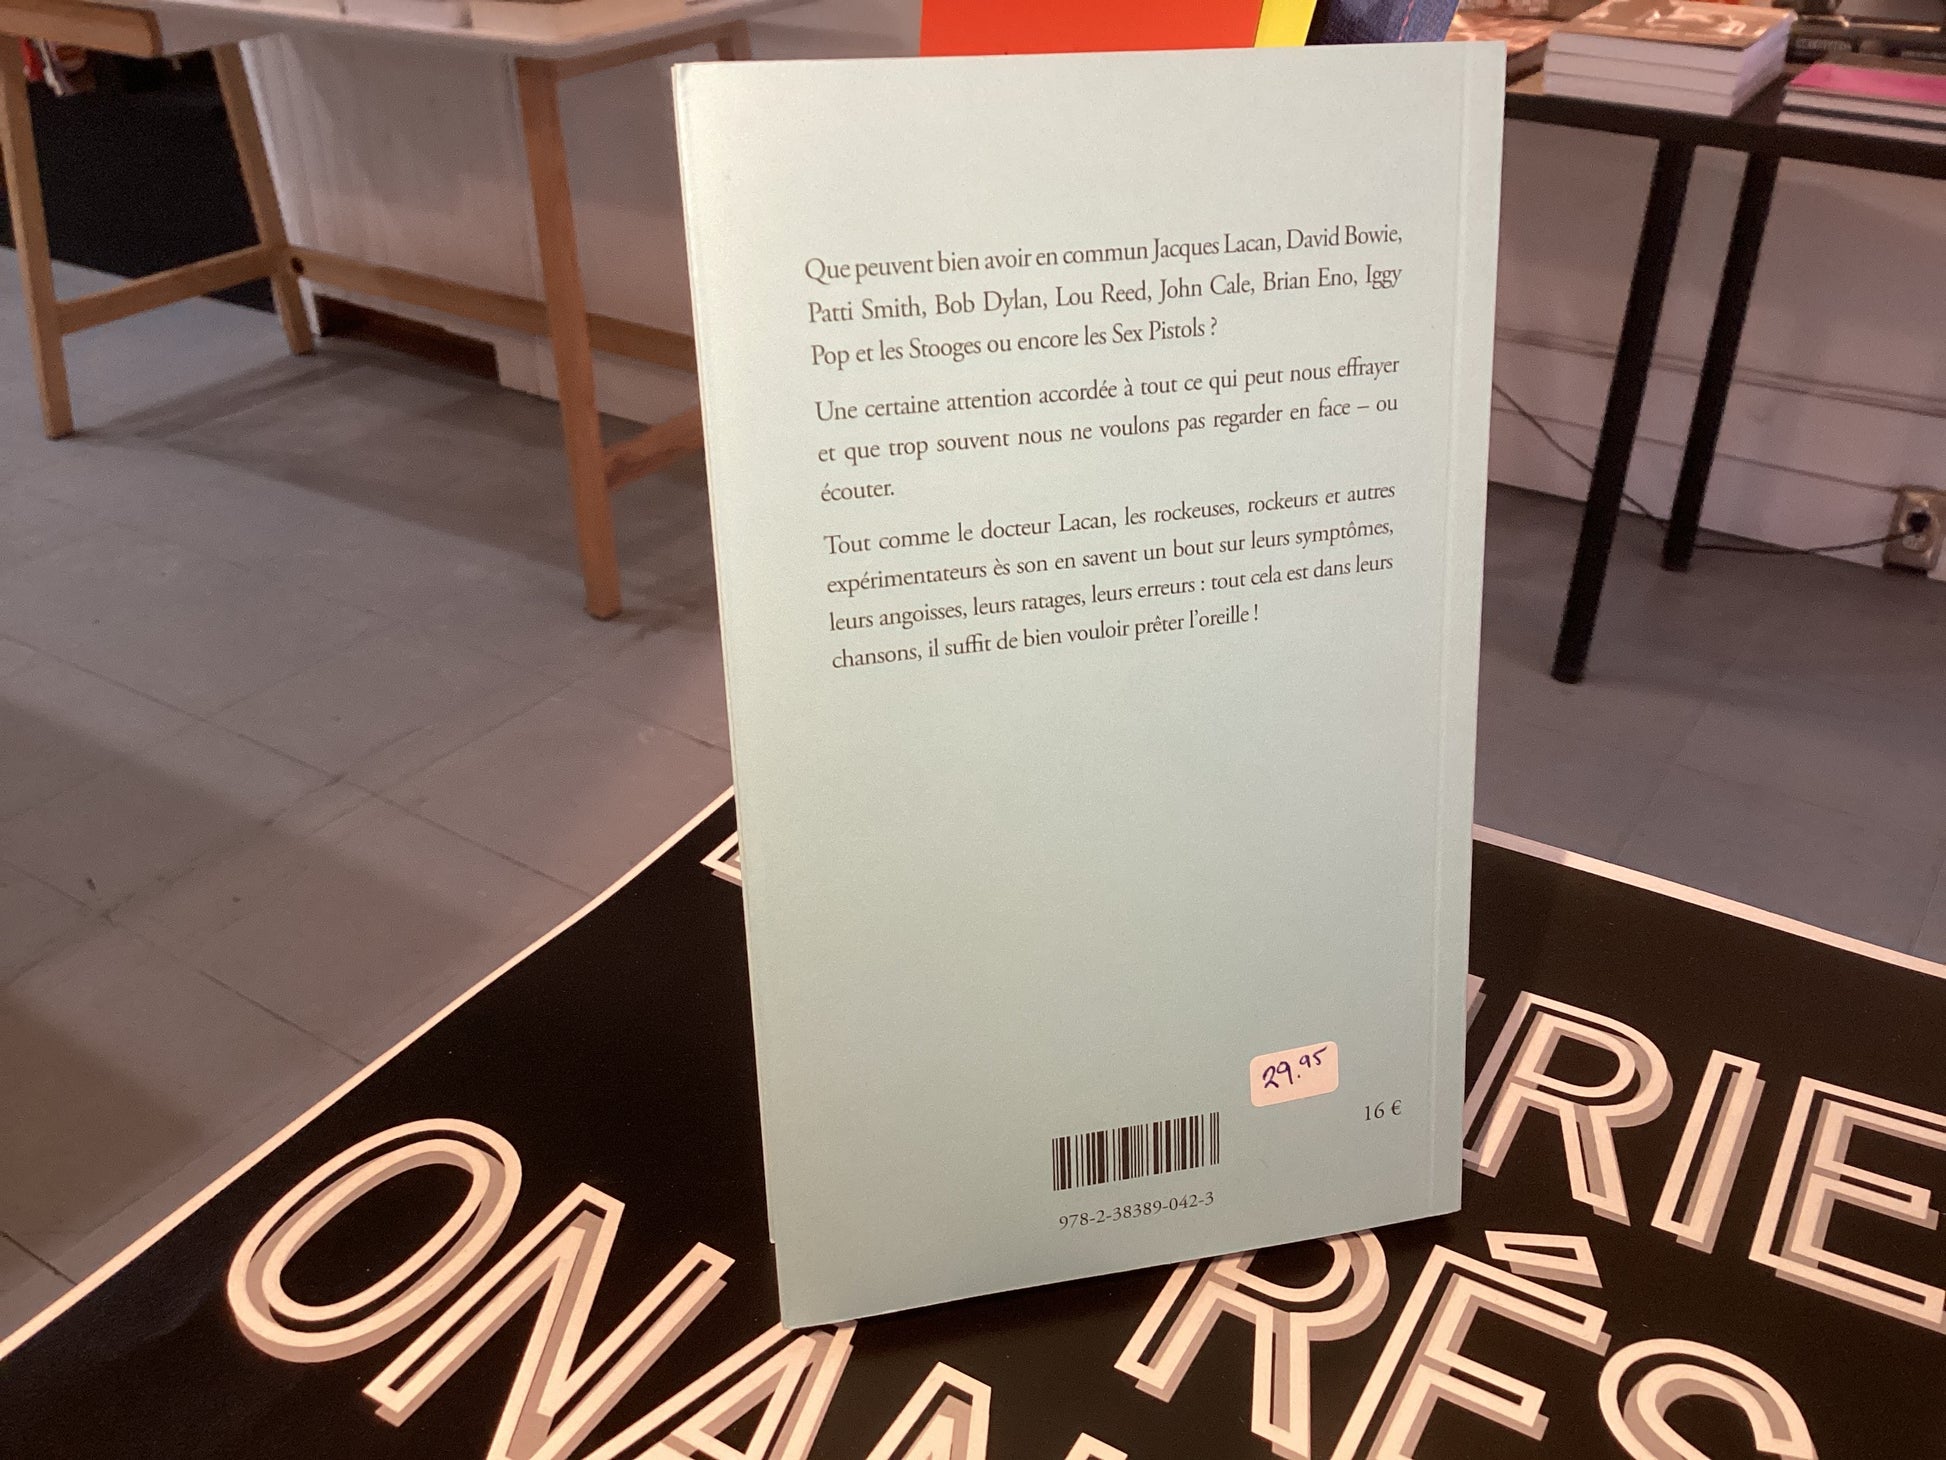 Que peuvent bien avoir en commun Jacques Lacan, David Bowie,
Patti Smith, Bob Dylan, Lou Reed, John Cale, Brian Eno, Iggy
Pop et les Stooges ou encore les Sex Pistols ?
Une certaine attention accordée à tout ce qui peut nous effrayer
et que trop souvent nous ne voulons pas regarder en face – ou
écouter.
Tout comme le docteur Lacan, les rockeuses, rockeurs et autres
expérimentateurs ès son en savent un bout sur leurs symptômes,
leurs angoisses, leurs ratages, leurs erreurs : tout cela est dans leurs
chansons, il suffit de bien vouloir prêter l'oreille !
29.95
16 €
978-2-38389-042-3
RIE
RÉS
ONAN